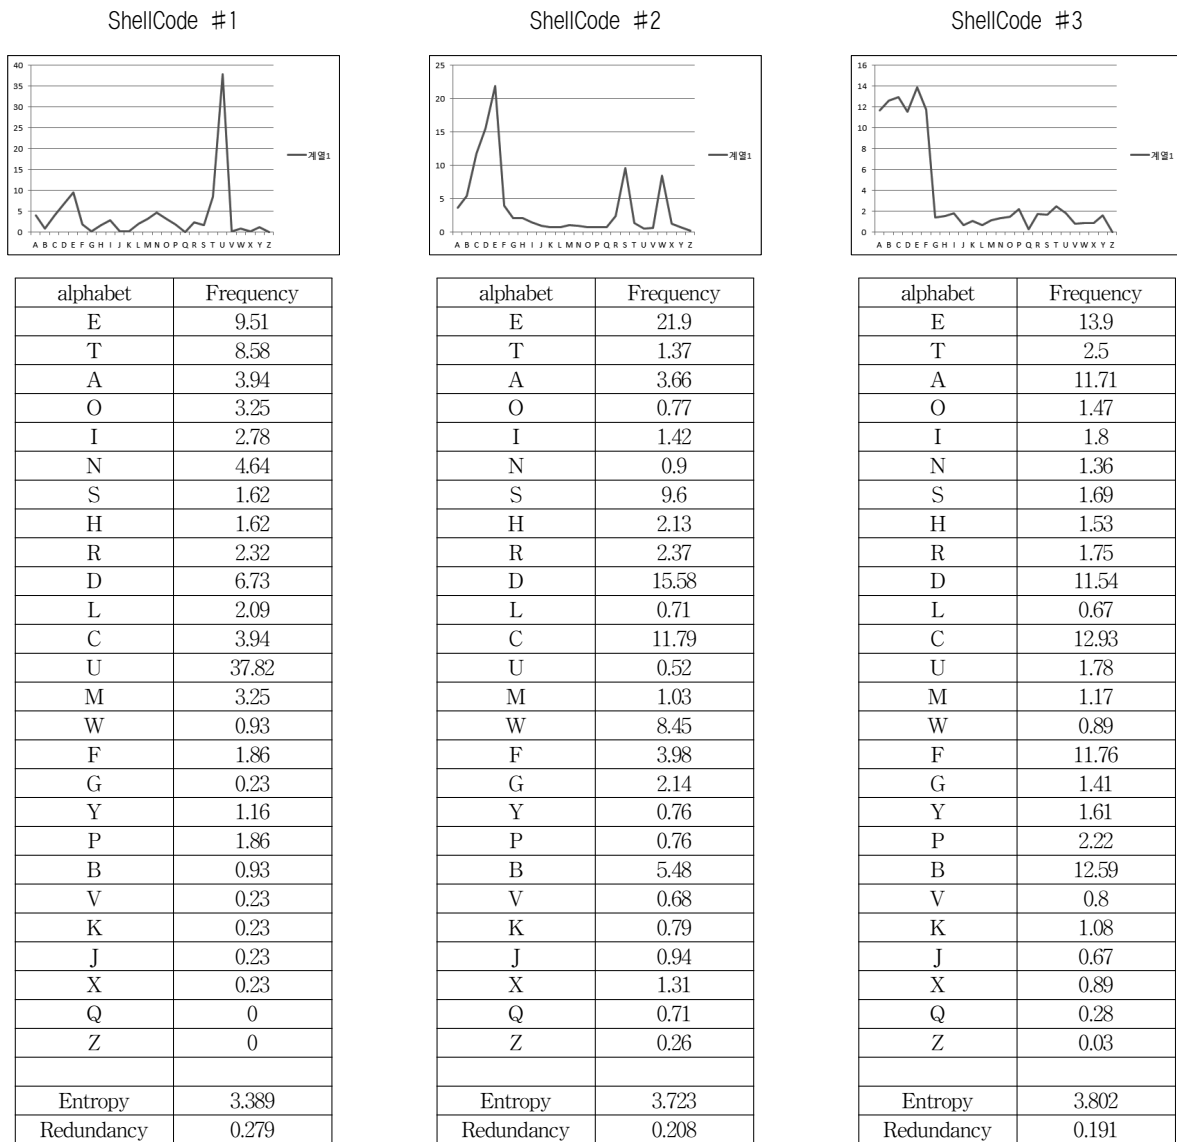 ShellCode #1 ShellCode #2 ShellCode #3
40
35
30
25
20
15
10
5
0
A B C D E F G H I J K L M N O P Q R S T U V W X Y Z
계열1
25
20
15
10
5
0
A B C D E F G H I J K L M N O P Q R S T U V W X Y Z
계열1
16
14
12
10
8
6
4
2
0
A B C D E F G H I J K L M N O P Q R S T U V W X Y Z
계열1
alphabet Frequency alphabet Frequency alphabet Frequency
E 9.51 E 21.9 E 13.9
T 8.58 T 1.37 T 2.5
A 3.94 A 3.66 A 11.71
O 3.25 O 0.77 O 1.47
I 2.78 I 1.42 I 1.8
N 4.64 N 0.9 N 1.36
S 1.62 S 9.6 S 1.69
H 1.62 H 2.13 H 1.53
R 2.32 R 2.37 R 1.75
D 6.73 D 15.58 D 11.54
L 2.09 L 0.71 L 0.67
C 3.94 C 11.79 C 12.93
U 37.82 U 0.52 U 1.78
M 3.25 M 1.03 M 1.17
W 0.93 W 8.45 W 0.89
F 1.86 F 3.98 F 11.76
G 0.23 G 2.14 G 1.41
Y 1.16 Y 0.76 Y 1.61
P 1.86 P 0.76 P 2.22
B 0.93 B 5.48 B 12.59
V 0.23 V 0.68 V 0.8
K 0.23 K 0.79 K 1.08
J 0.23 J 0.94 J 0.67
X 0.23 X 1.31 X 0.89
Q 0 Q 0.71 Q 0.28
Z 0 Z 0.26 Z 0.03
Entropy 3.389 Entropy 3.723 Entropy 3.802
Redundancy 0.279 Redundancy 0.208 Redundancy 0.191